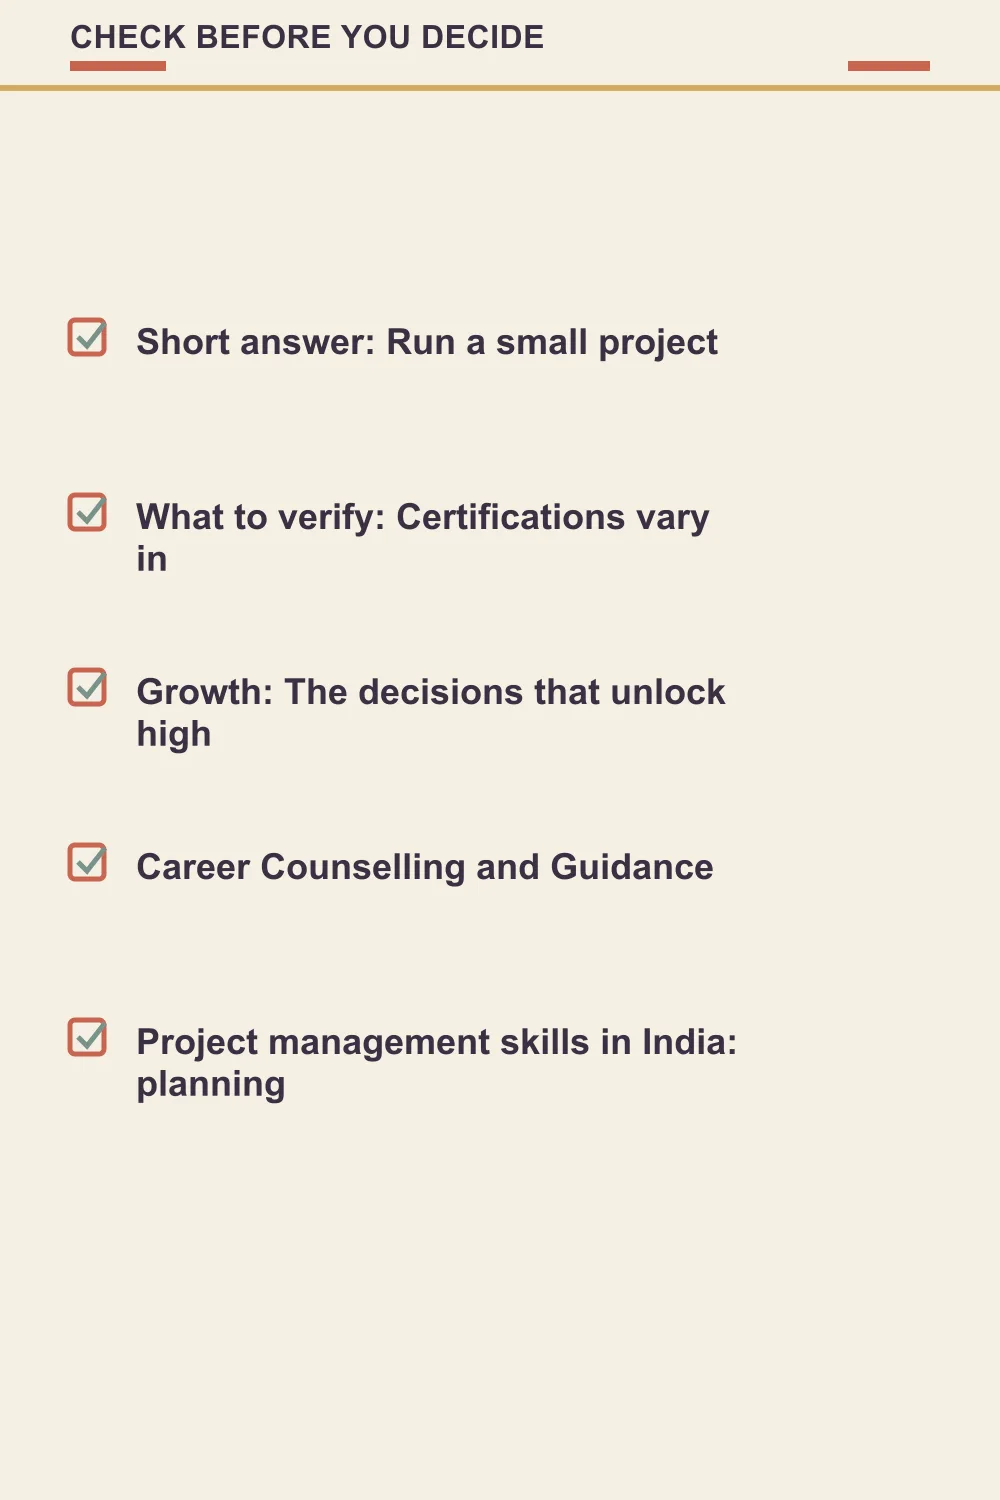 CHECK BEFORE YOU DECIDE
Short answer: Run a small project
What to verify: Certifications vary
in
Growth: The decisions that unlock
high
Career Counselling and Guidance
Project management skills in India:
planning